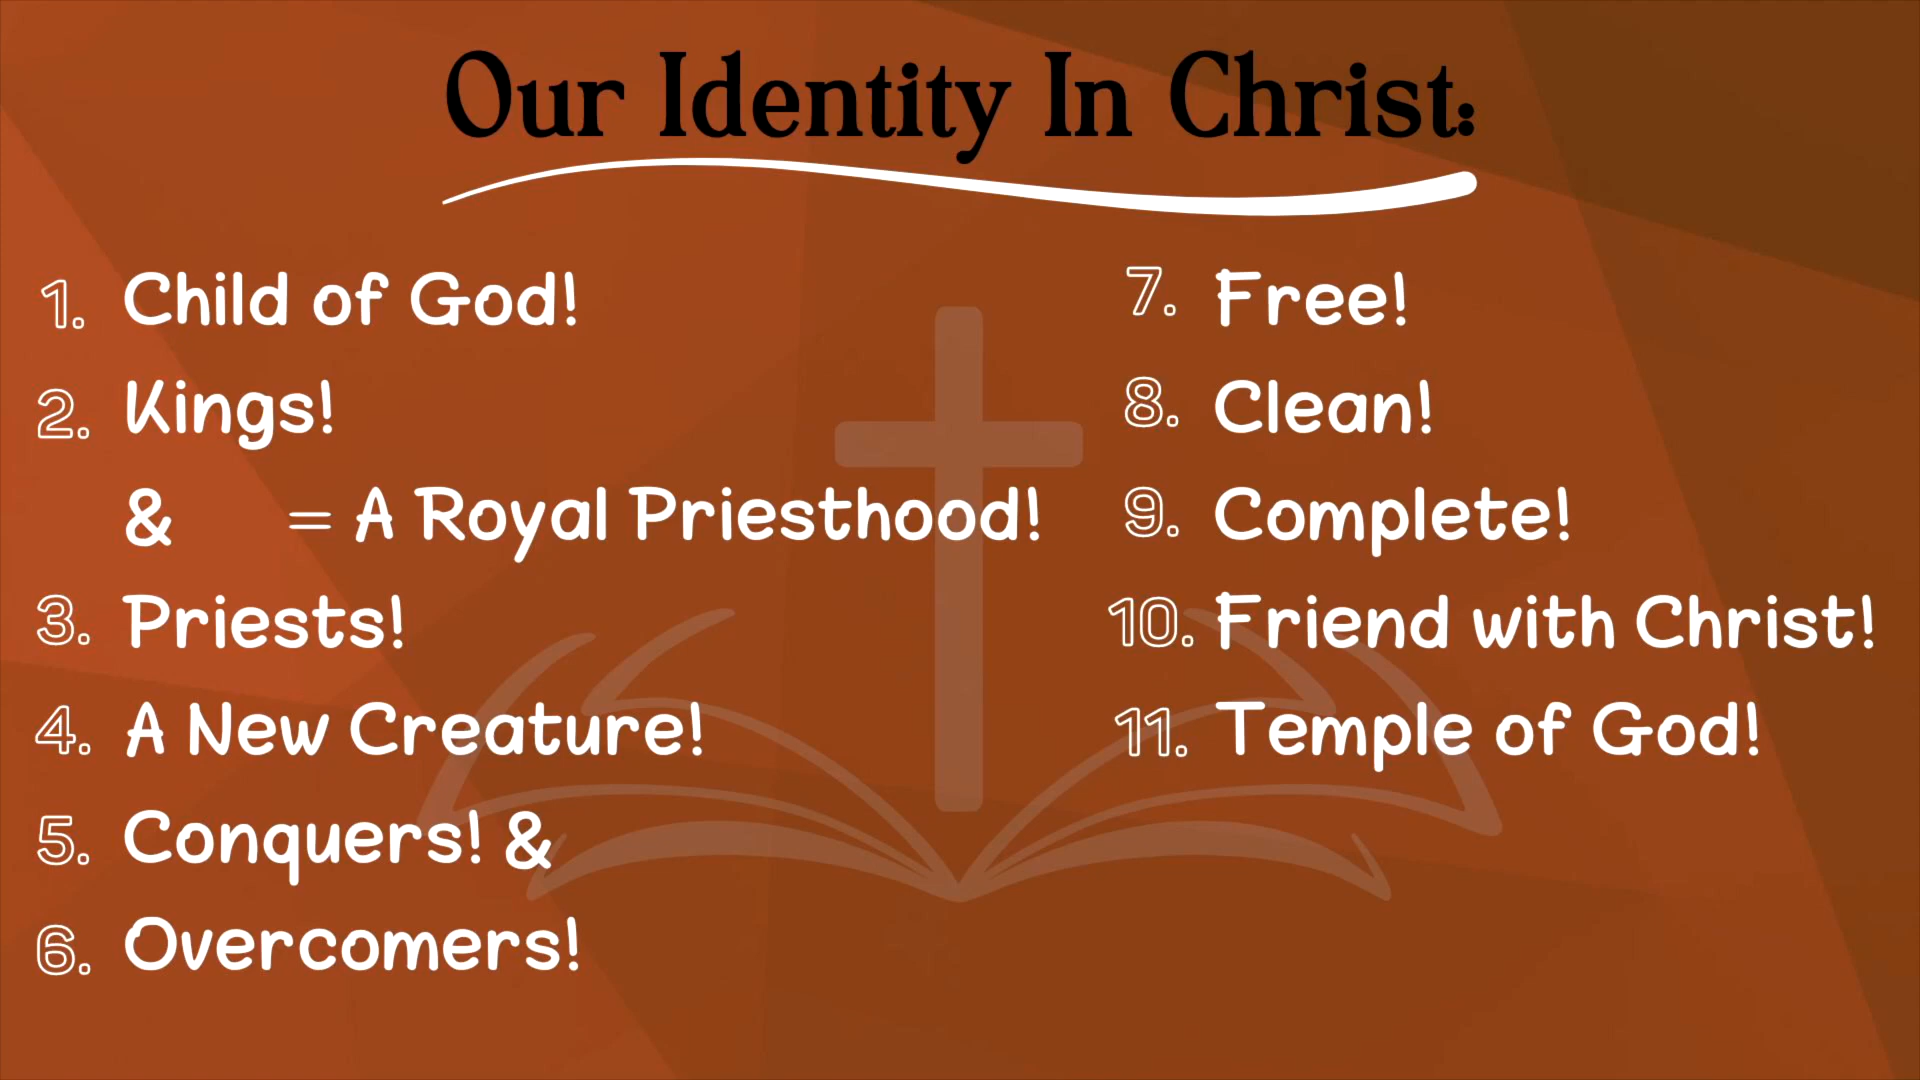 Our Identity In Christ:
1. Child of God!
2. Kings!
& = A Royal Priesthood!
3. Priests!
4. A New Creature!
5. Conquers! &
6. Overcomers!
7. Free!
8. Clean!
9. Complete!
10. Friend with Christ!
11. Temple of God!